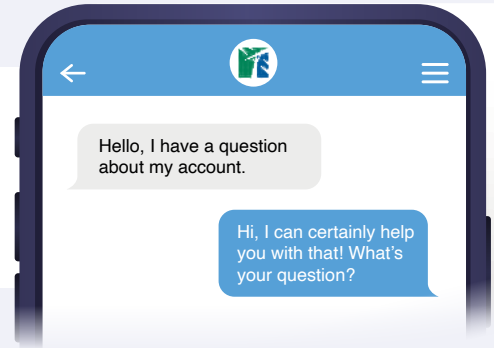 Hello, I have a question
about my account.
Hi, I can certainly help
you with that! What's
your question?